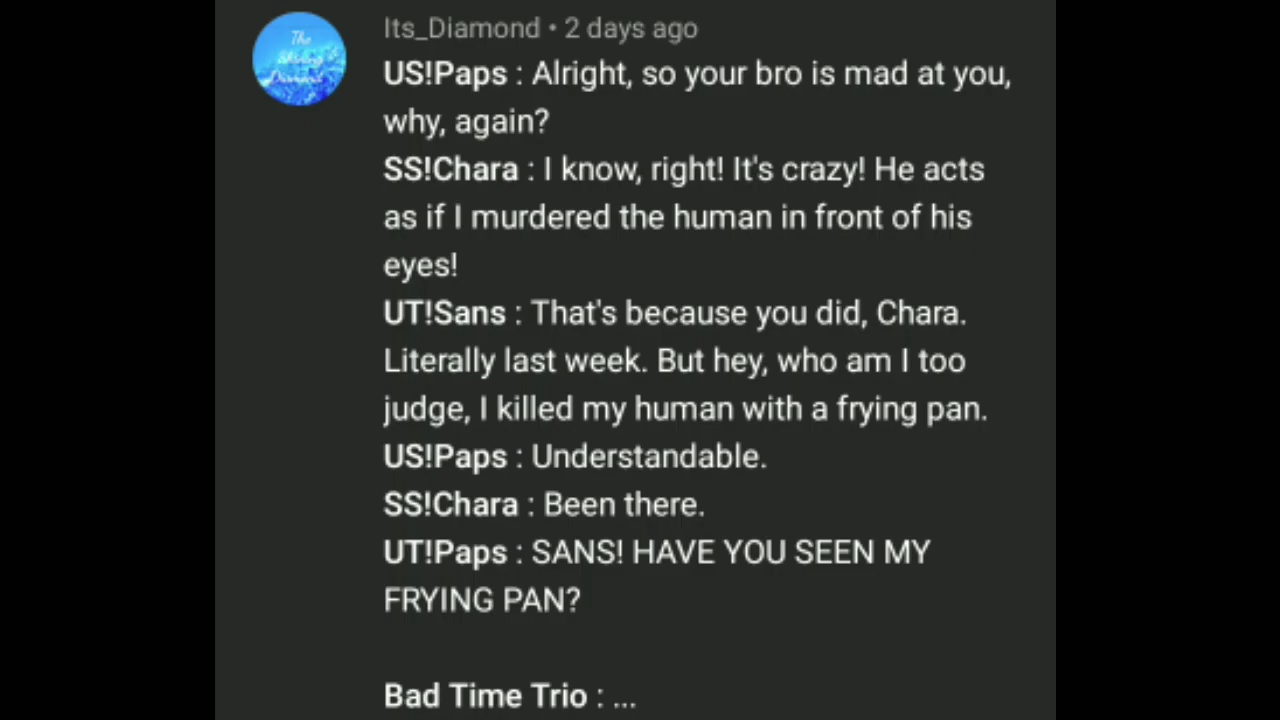 The
Shining
Diamond
Its_Diamond • 2 days ago
US!Paps : Alright, so your bro is mad at you,
why, again?
SS!Chara : I know, right! It's crazy! He acts
as if I murdered the human in front of his
eyes!
UT!Sans : That's because you did, Chara.
Literally last week. But hey, who am I too
judge, I killed my human with a frying pan.
US!Paps : Understandable.
SS!Chara : Been there.
UT!Paps : SANS! HAVE YOU SEEN MY
FRYING PAN?
Bad Time Trio : ...